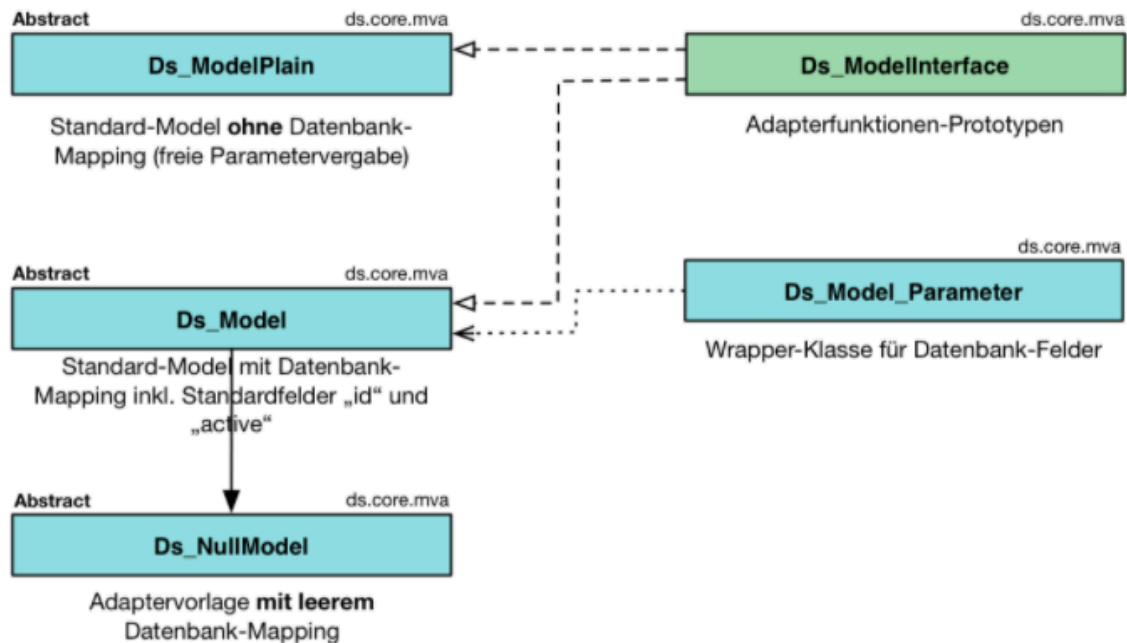 Abstract ds.core.mva
Ds_ModelPlain
Standard-Model ohne Datenbank-
Mapping (freie Parametervergabe)
ds.core.mva
Ds_ModelInterface
Adapterfunktionen-Prototypen
Abstract ds.core.mva
Ds_Model
Standard-Model mit Datenbank-
Mapping inkl. Standardfelder „id“ und
„active“
ds.core.mva
Ds_Model_Parameter
Wrapper-Klasse für Datenbank-Felder
Abstract ds.core.mva
Ds_NullModel
Adaptervorlage mit leerem
Datenbank-Mapping